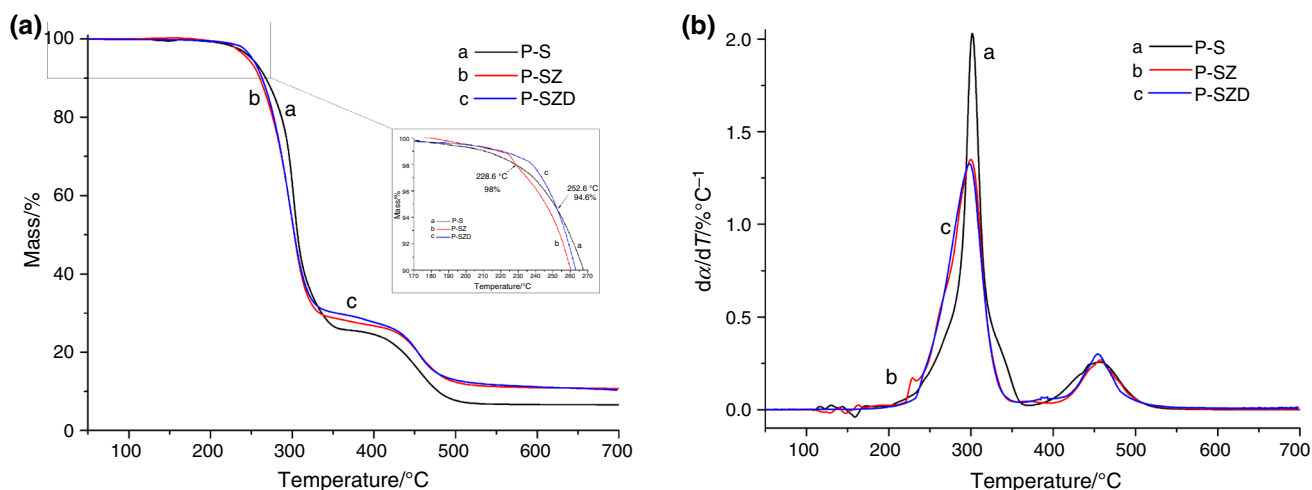 (a)
100
80
60
40
20
0
Mass/%
100
200
300
400
500
600
700
Temperature/°C
a P-S
b P-SZ
c P-SZD
b
a
c
100
98
96
94
92
90
Mass/%
170
180
190
200
210
220
230
240
250
260
270
Temperature/°C
228.6 °C
98%
252.6 °C
94.6%
a P-S
b P-SZ
c P-SZD
c
b
a
(b)
2.0
1.5
1.0
0.5
0.0
dα/dT/%°C⁻¹
100
200
300
400
500
600
700
Temperature/°C
a P-S
b P-SZ
c P-SZD
a
c
b